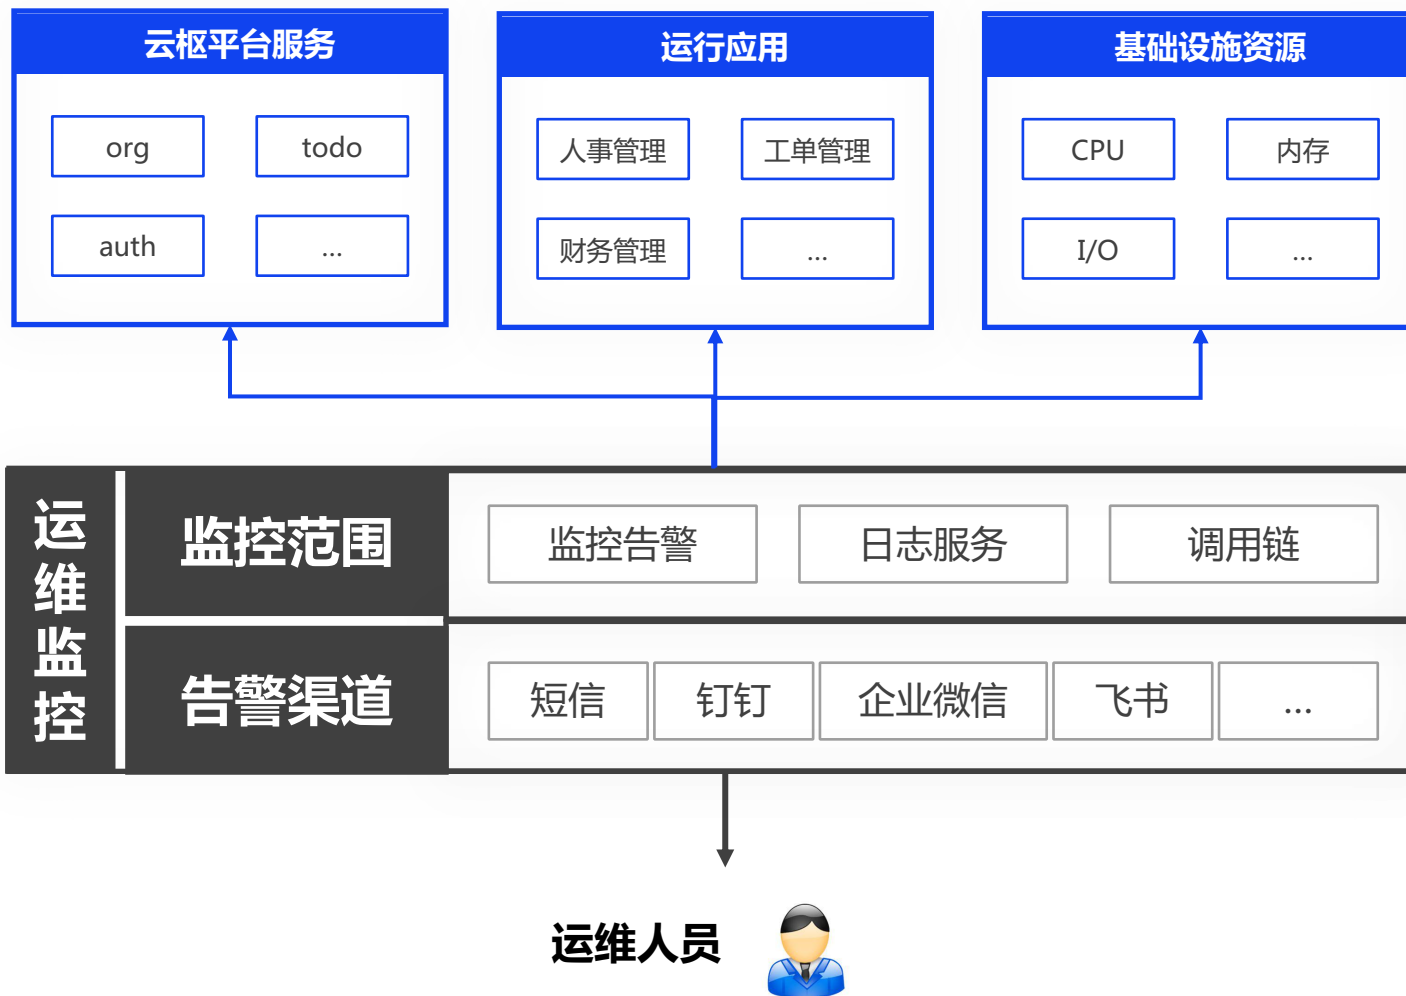 云枢平台服务
org
todo
auth
...
运行应用
人事管理
工单管理
财务管理
...
基础设施资源
CPU
内存
I/O
...
运维监控
监控范围
监控告警
日志服务
调用链
告警渠道
短信
钉钉
企业微信
飞书
...
运维人员